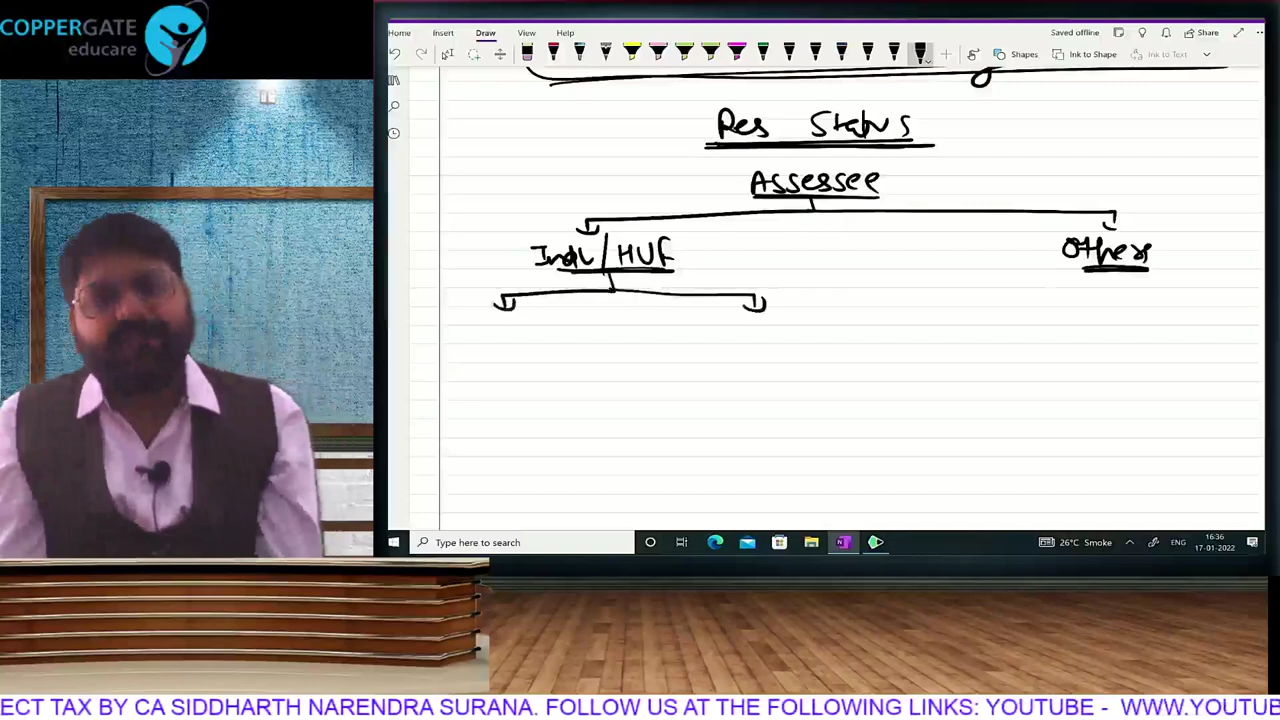 COPPERGATE
educare
Home Insert Draw View Help Saved offline Share
Shapes Ink to Shape Ink to Text
Res Status
Assessee
Indl/HUF Others
Type here to search
26°C Smoke ENG 16:36
17-01-2022
ECT TAX BY CA SIDDHARTH NARENDRA SURANA. FOLLOW US AT THE FOLLOWING LINKS: YOUTUBE - WWW.YOUTUBE